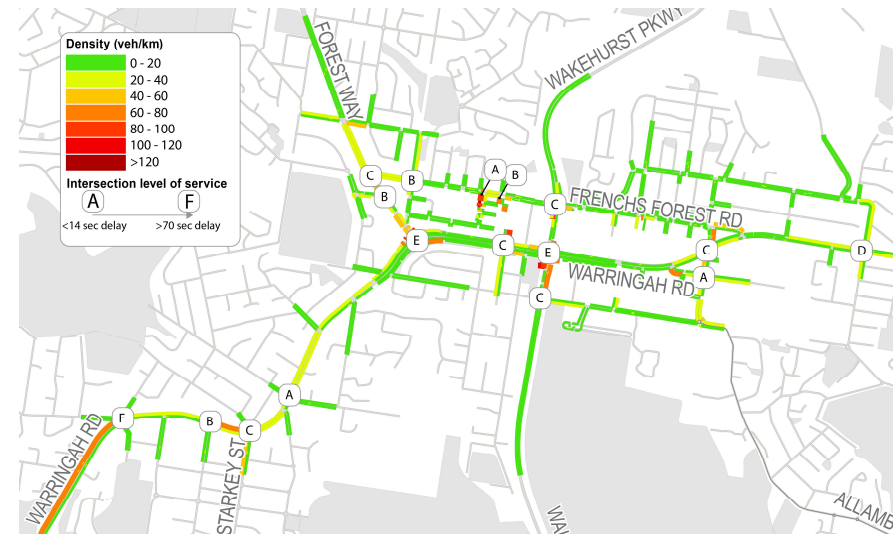 Density (veh/km)
0 - 20
20 - 40
40 - 60
60 - 80
80 - 100
100 - 120
>120
Intersection level of service
A F
<14 sec delay >70 sec delay
FOREST WAY
WAKEHURST PKWY
A B
C B
B
C
FRENCHS FOREST RD
E C E C D
WARRINGAH RD
A
C
A
F B C
WARRINGAH RD
STARKEY ST
WA
ALLAMB